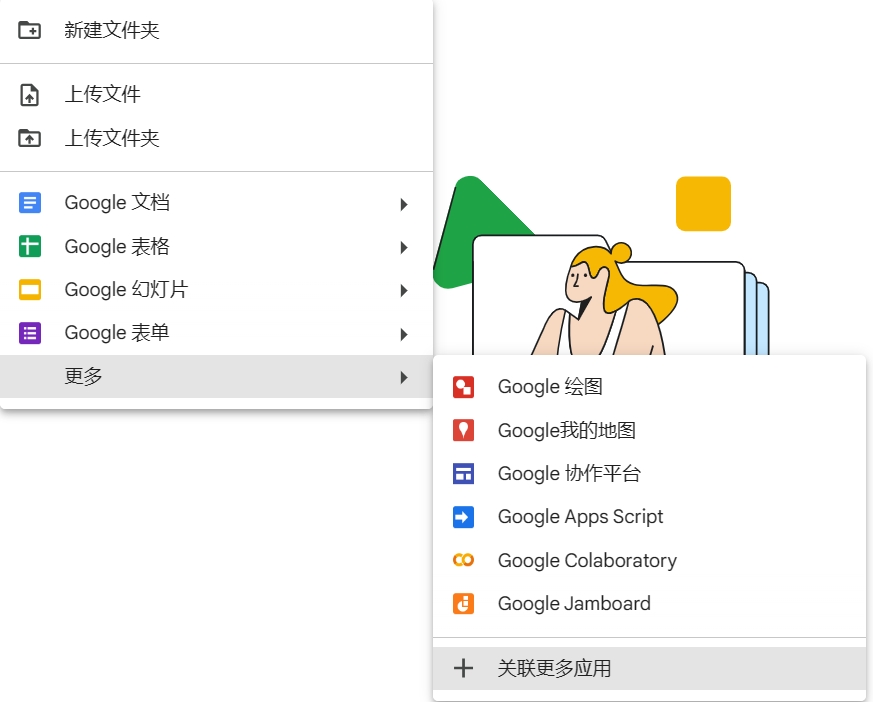 新建文件夹
上传文件
上传文件夹
Google 文档
Google 表格
Google 幻灯片
Google 表单
更多
Google 绘图
Google我的地图
Google 协作平台
Google Apps Script
Google Colaboratory
Google Jamboard
关联更多应用